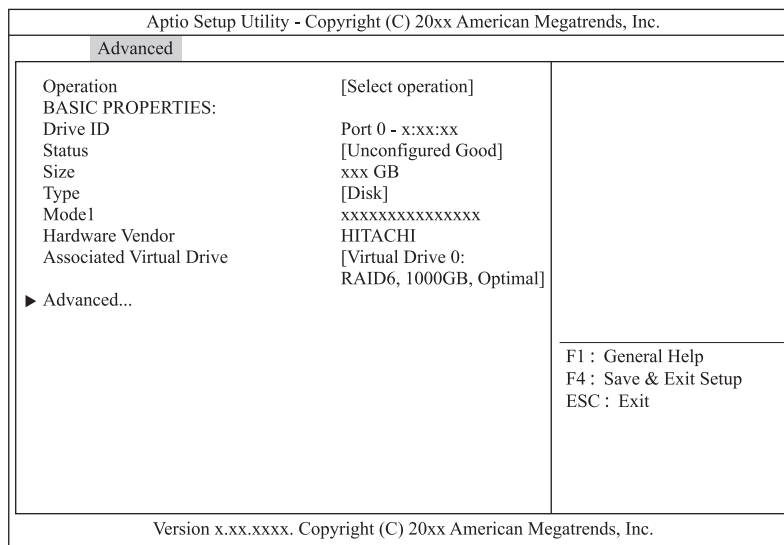 Aptio Setup Utility - Copyright (C) 20xx American Megatrends, Inc.
Advanced
Operation [Select operation]
BASIC PROPERTIES:
Drive ID Port 0 - x:xx:xx
Status [Unconfigured Good]
Size xxx GB
Type [Disk]
Mode1 xxxxxxxxxxxxxxx
Hardware Vendor HITACHI
Associated Virtual Drive [Virtual Drive 0:
RAID6, 1000GB, Optimal]
▶ Advanced...
F1 : General Help
F4 : Save & Exit Setup
ESC : Exit
Version x.xx.xxxx. Copyright (C) 20xx American Megatrends, Inc.